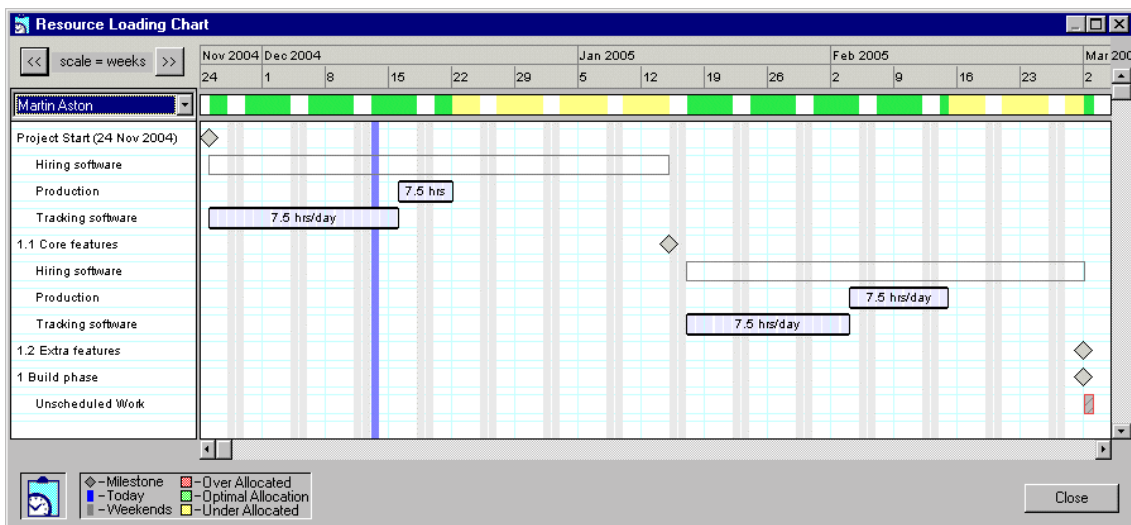 Resource Loading Chart
<< scale = weeks >>
Nov 2004 Dec 2004 Jan 2005 Feb 2005 Mar 200
24 1 8 15 22 29 5 12 19 26 2 9 16 23 2
Martin Aston
Project Start (24 Nov 2004)
Hiring software
Production 7.5 hrs
Tracking software 7.5 hrs/day
1.1 Core features
Hiring software
Production 7.5 hrs/day
Tracking software 7.5 hrs/day
1.2 Extra features
1 Build phase
Unscheduled Work
-Milestone -Over Allocated
-Today -Optimal Allocation
-Weekends -Under Allocated
Close